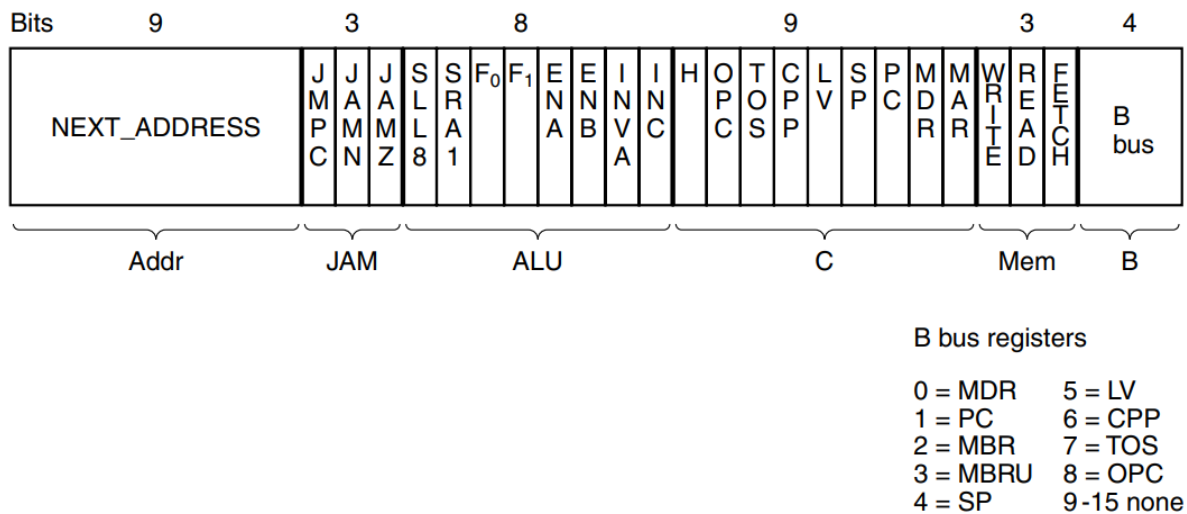 Bits 9 3 8 9 3 4
NEXT_ADDRESS JMPC JAMN JAMZ SLL8 SRA1 F0 F1 ENA ENB INVA INC H OPC TOS CPP LV SP PC MDR MAR WRITE READ FETCH B bus
Addr JAM ALU C Mem B
B bus registers
0 = MDR 5 = LV
1 = PC 6 = CPP
2 = MBR 7 = TOS
3 = MBRU 8 = OPC
4 = SP 9-15 none